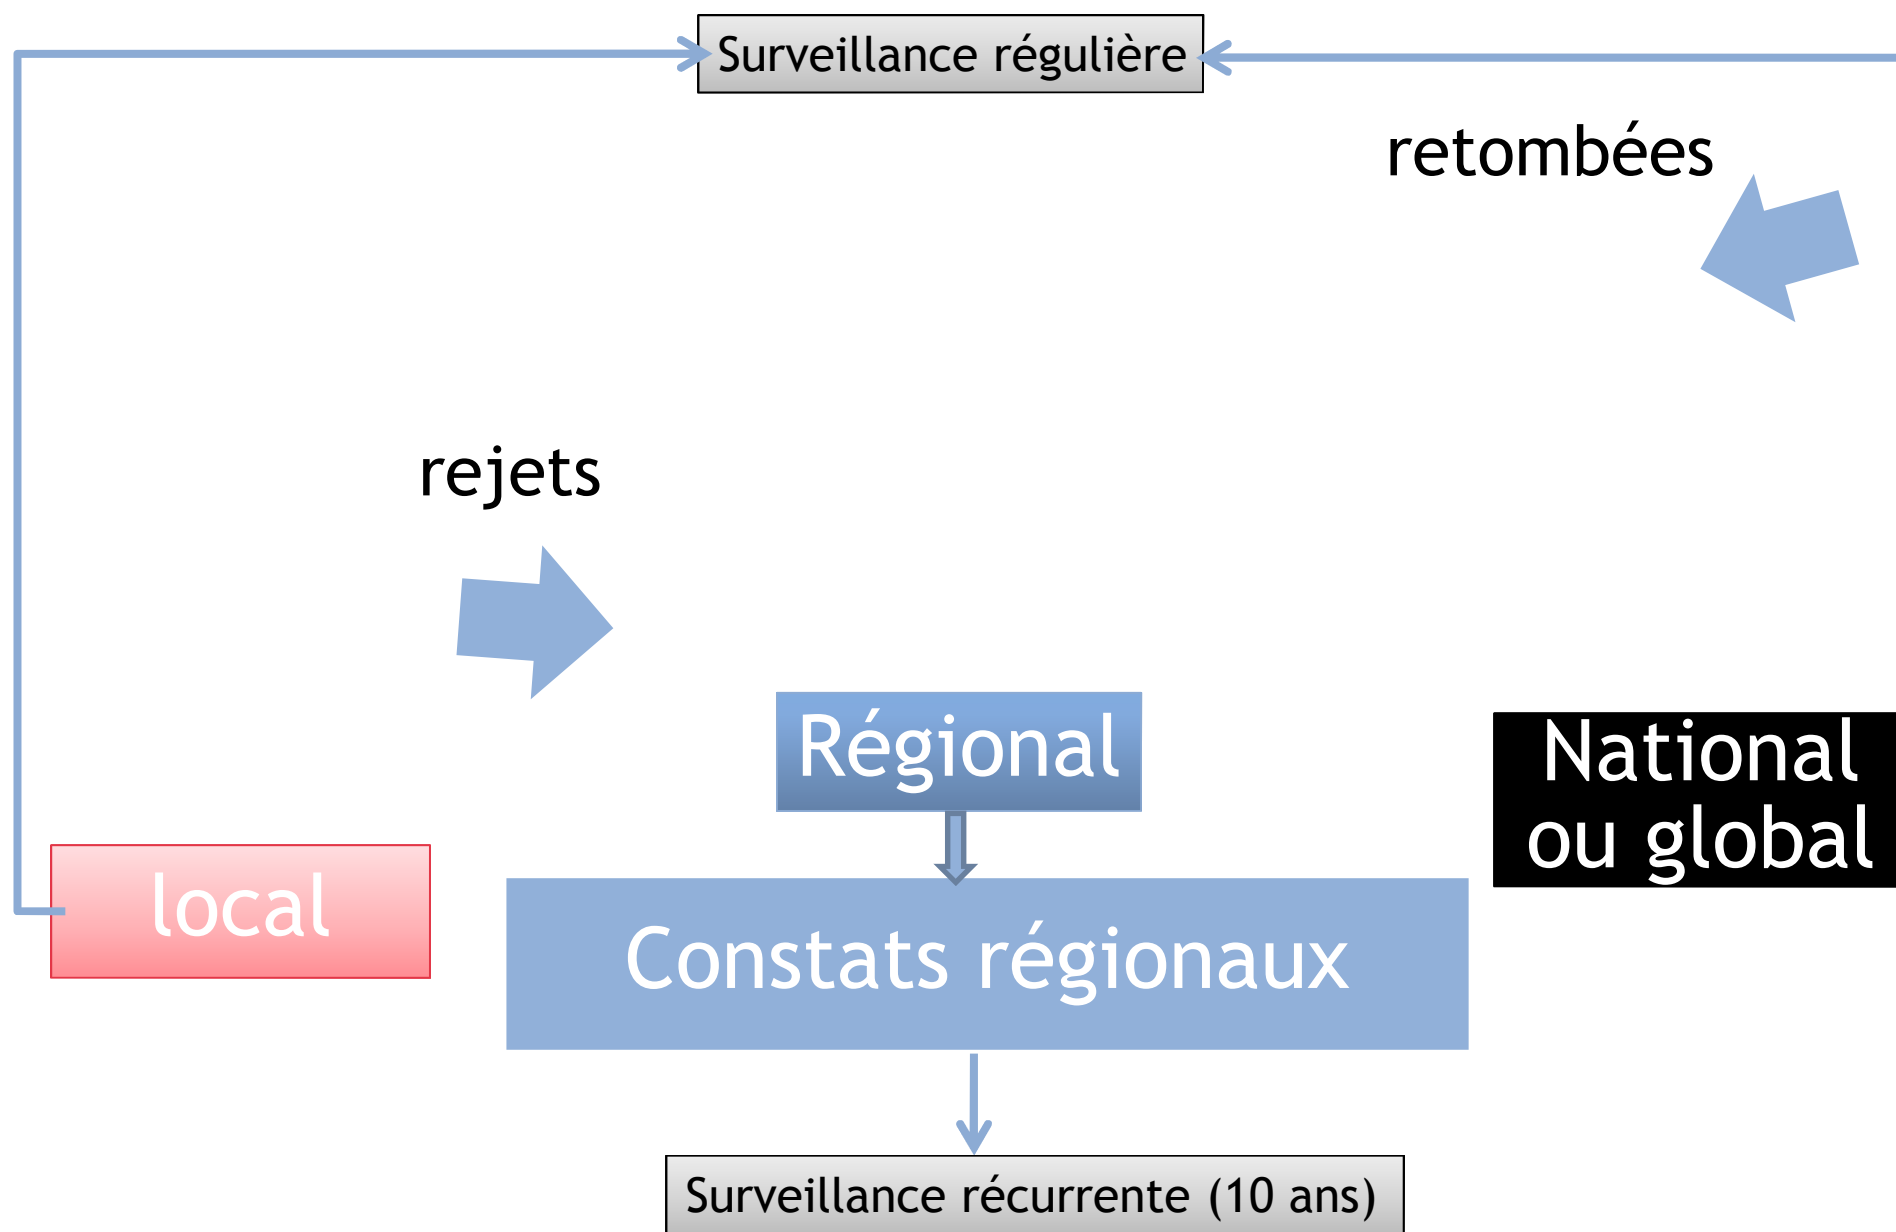 Surveillance régulière
retombées
rejets
Régional
National
ou global
local
Constats régionaux
Surveillance récurrente (10 ans)